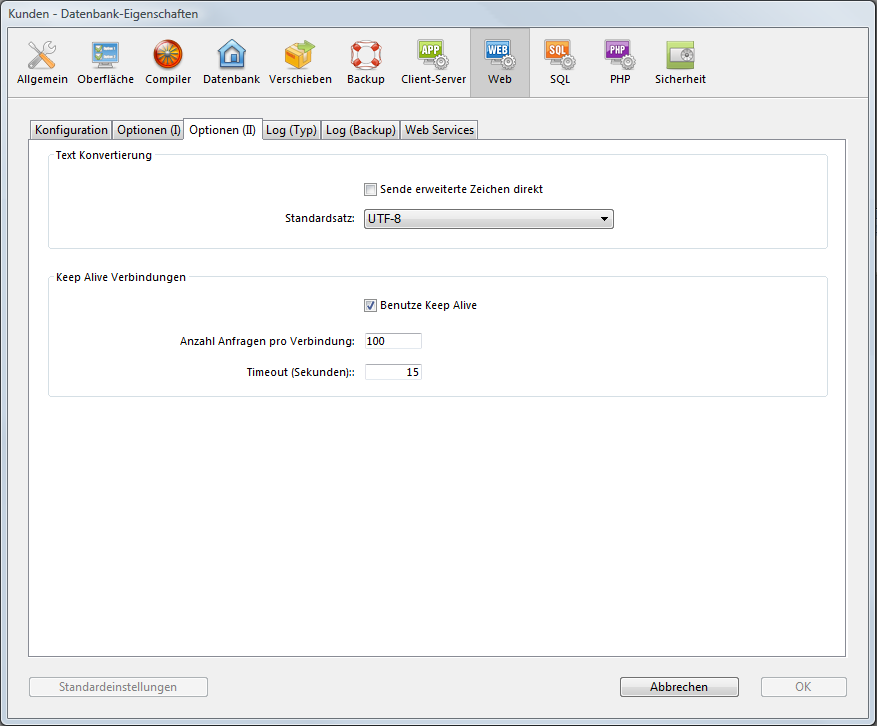 Kunden - Datenbank-Eigenschaften
APP WEB SQL PHP
Allgemein Oberfläche Compiler Datenbank Verschieben Backup Client-Server Web SQL PHP Sicherheit
Konfiguration Optionen (I) Optionen (II) Log (Typ) Log (Backup) Web Services
Text Konvertierung
Sende erweiterte Zeichen direkt
Standardsatz: UTF-8
Keep Alive Verbindungen
Benutze Keep Alive
Anzahl Anfragen pro Verbindung: 100
Timeout (Sekunden):: 15
Standardeinstellungen Abbrechen OK